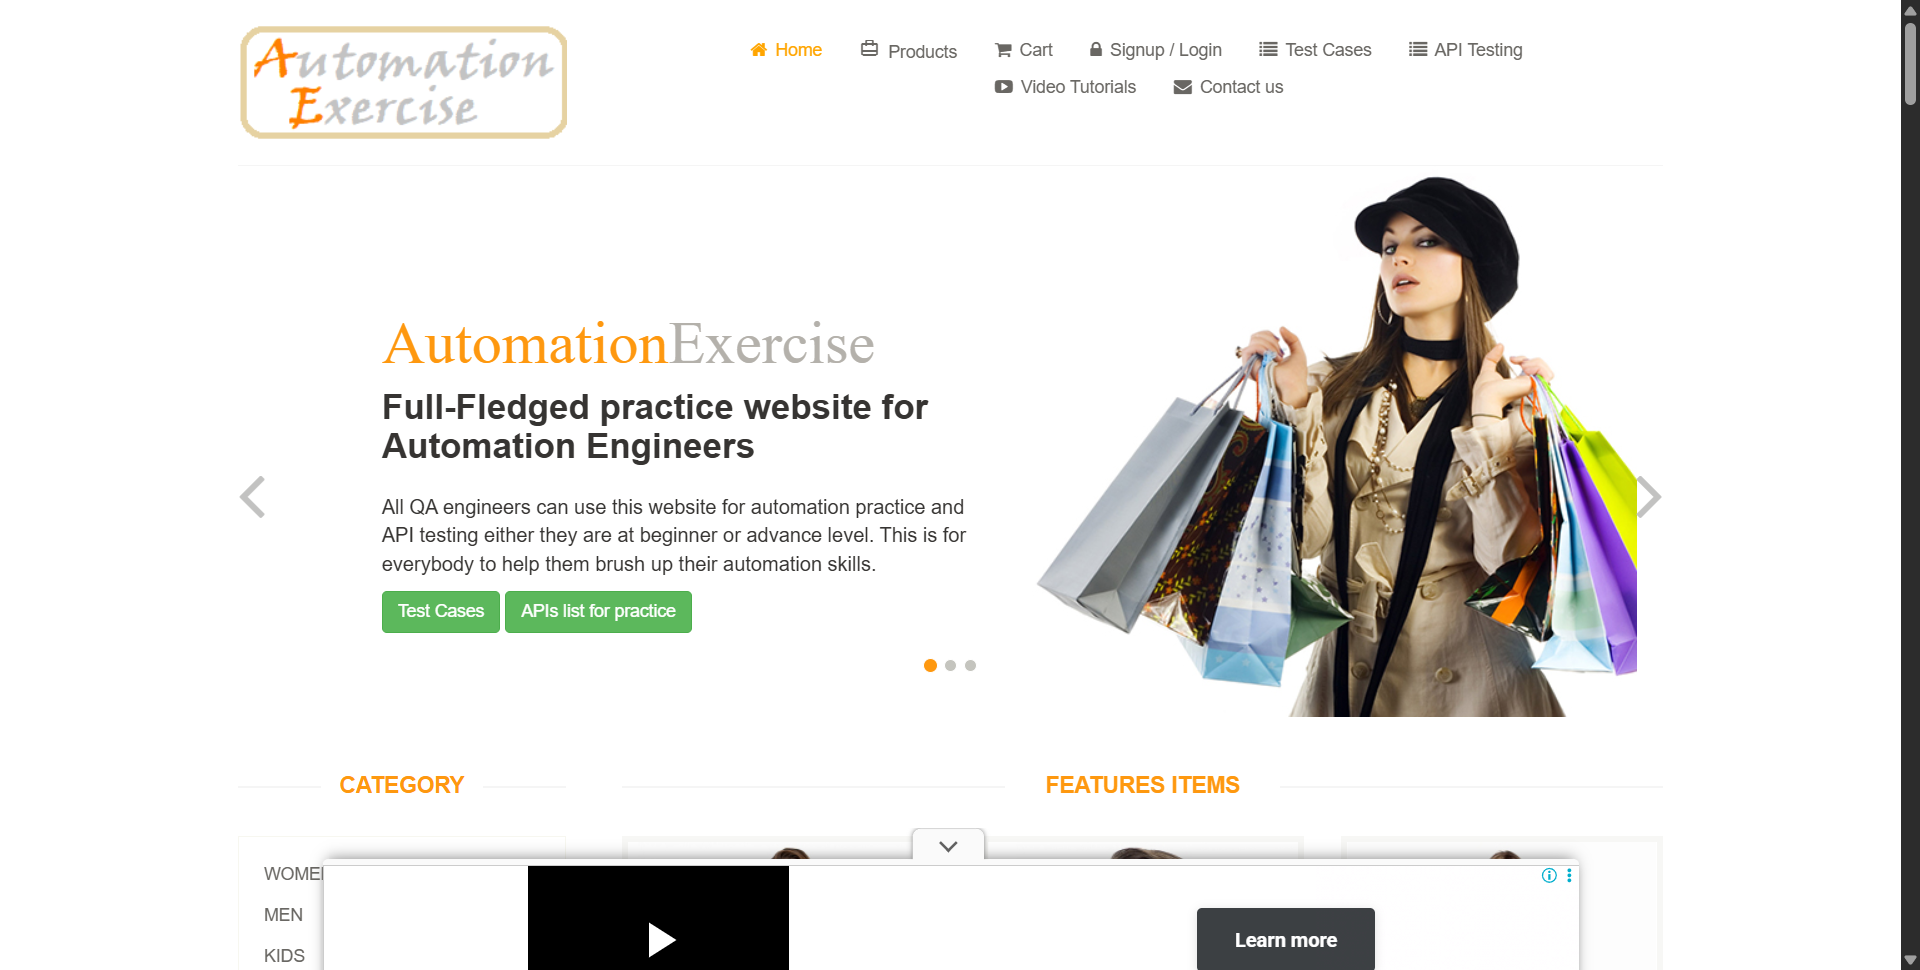 Automation
Exercise
Home
Products
Cart
Signup / Login
Test Cases
API Testing
Video Tutorials
Contact us
AutomationExercise
Full-Fledged practice website for
Automation Engineers
All QA engineers can use this website for automation practice and
API testing either they are at beginner or advance level. This is for
everybody to help them brush up their automation skills.
Test Cases
APIs list for practice
CATEGORY
FEATURES ITEMS
MEN
KIDS
Learn more